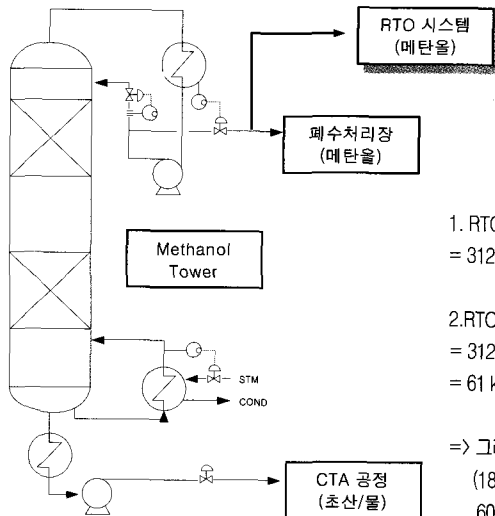 RTO 시스템
(메탄올)
폐수처리장
(메탄올)
Methanol
Tower
STM
COND
CTA 공정
(초산/물)
1. RTO
= 312
2.RTO
= 312
= 61 k
=> 그
(18
60